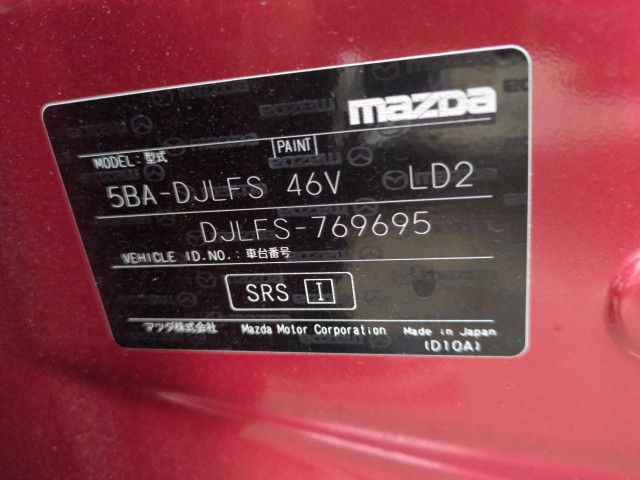 mazda
PAINT
MODEL: 型式
5BA-DJLFS 46V LD2
DJLFS-769695
VEHICLE ID.NO.: 車台番号
SRS I
マツダ株式会社 Mazda Motor Corporation Made in Japan
(D10A)